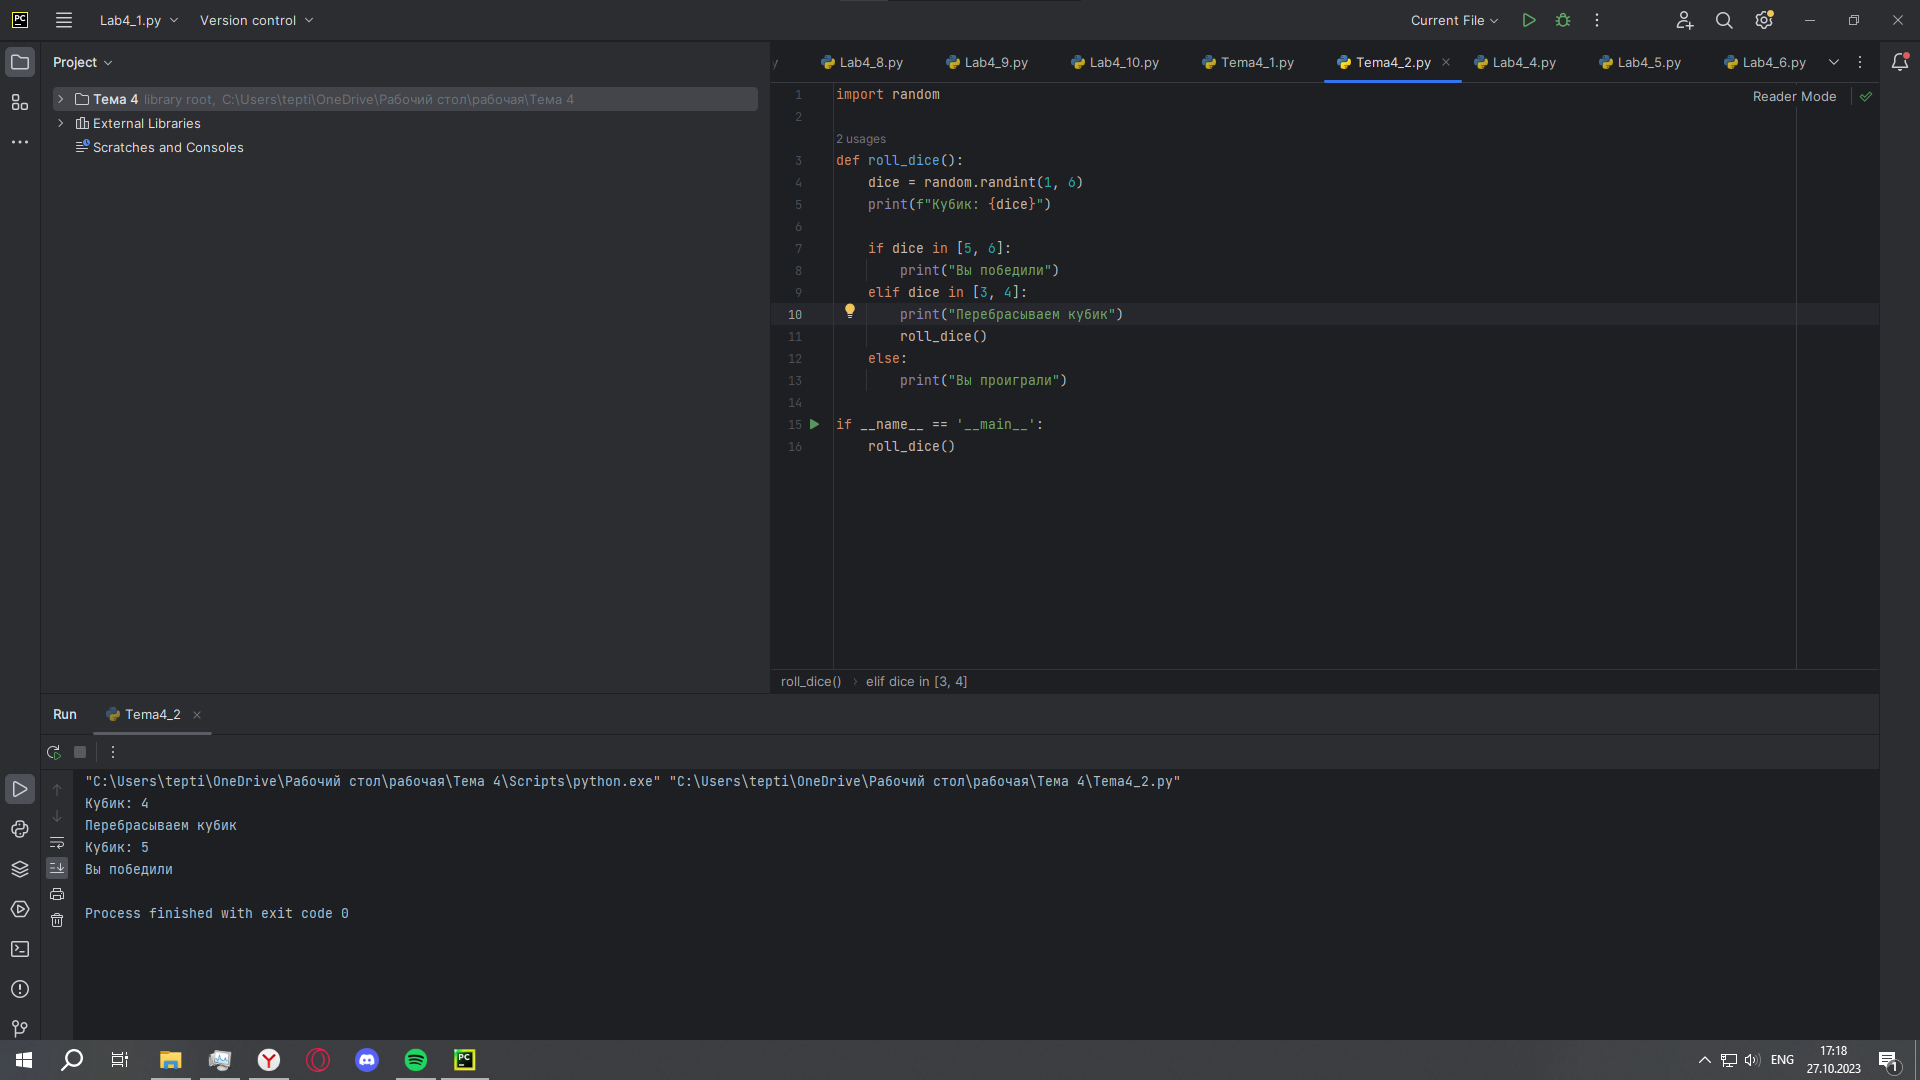 PC Lab4_1.py Version control Current File
Project
Тема 4 library root, C:\Users\tepti\OneDrive\Рабочий стол\рабочая\Тема 4
External Libraries
Scratches and Consoles
y Lab4_8.py Lab4_9.py Lab4_10.py Tema4_1.py Tema4_2.py Lab4_4.py Lab4_5.py Lab4_6.py
Reader Mode
1 import random
2
2 usages
3 def roll_dice():
4 dice = random.randint(1, 6)
5 print(f"Кубик: {dice}")
6
7 if dice in [5, 6]:
8 print("Вы победили")
9 elif dice in [3, 4]:
10 print("Перебрасываем кубик")
11 roll_dice()
12 else:
13 print("Вы проиграли")
14
15 if __name__ == '__main__':
16 roll_dice()
roll_dice() › elif dice in [3, 4]
Run Tema4_2
"C:\Users\tepti\OneDrive\Рабочий стол\рабочая\Тема 4\Scripts\python.exe" "C:\Users\tepti\OneDrive\Рабочий стол\рабочая\Тема 4\Tema4_2.py"
Кубик: 4
Перебрасываем кубик
Кубик: 5
Вы победили
Process finished with exit code 0
PC
ENG
17:18
27.10.2023
1